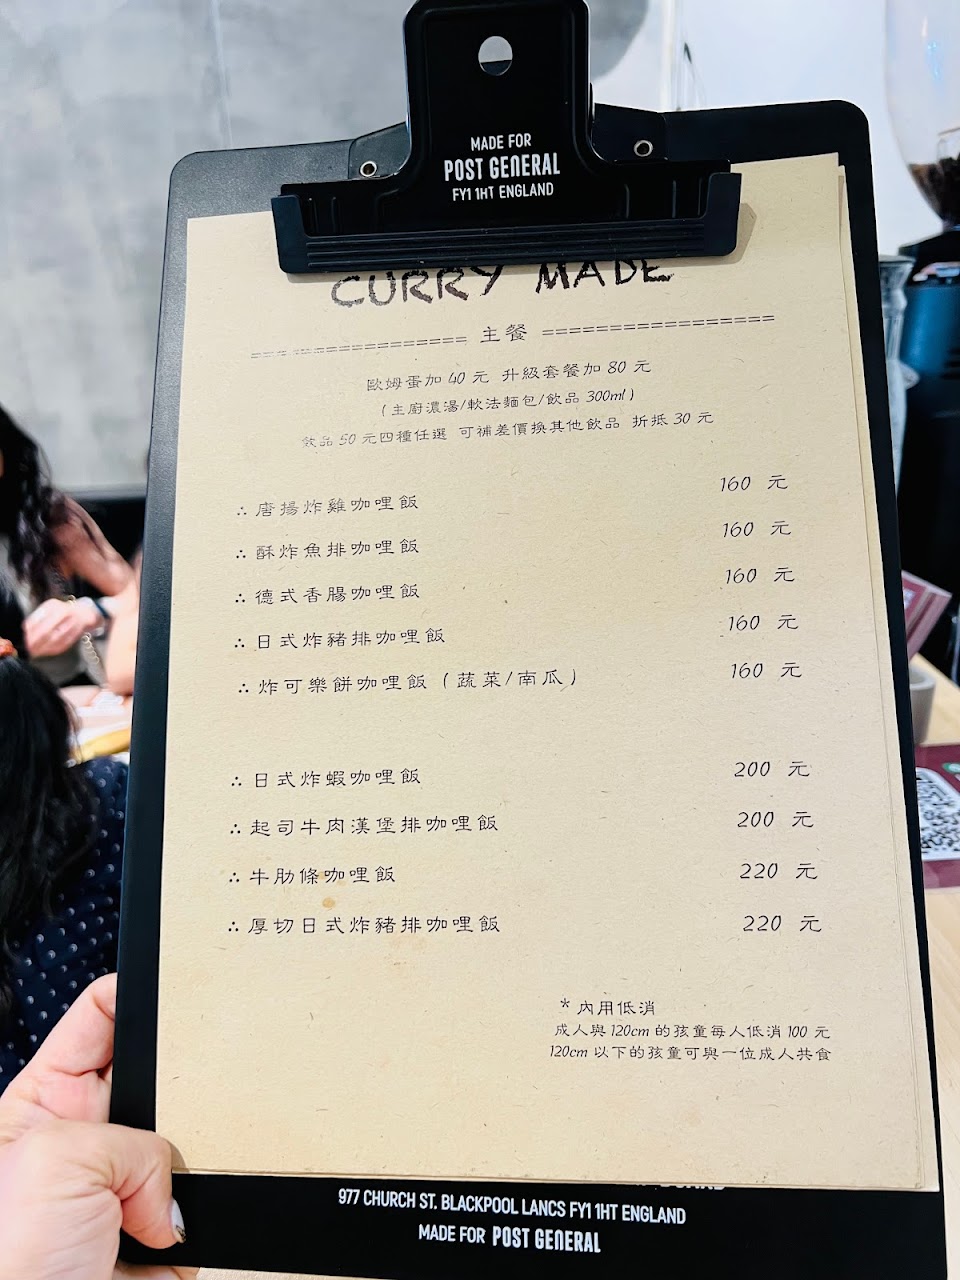 MADE FOR
POST GENERAL
FY1 1HT ENGLAND
CURRY MADE
================ 主餐 =================
歐姆蛋加 40 元 升級套餐加 80 元
(主廚濃湯/軟法麵包/飲品 300ml)
飲品 50 元四種任選 可補差價換其他飲品 折抵 30 元
∴ 唐揚炸雞咖哩飯 160 元
∴ 酥炸魚排咖哩飯 160 元
∴ 德式香腸咖哩飯 160 元
∴ 日式炸豬排咖哩飯 160 元
∴ 炸可樂餅咖哩飯 (蔬菜/南瓜) 160 元
∴ 日式炸蝦咖哩飯 200 元
∴ 起司牛肉漢堡排咖哩飯 200 元
∴ 牛肋條咖哩飯 220 元
∴ 厚切日式炸豬排咖哩飯 220 元
* 內用低消
成人與 120cm 的孩童每人低消 100 元
120cm 以下的孩童可與一位成人共食
977 CHURCH ST. BLACKPOOL LANCS FY1 1HT ENGLAND
MADE FOR POST GENERAL